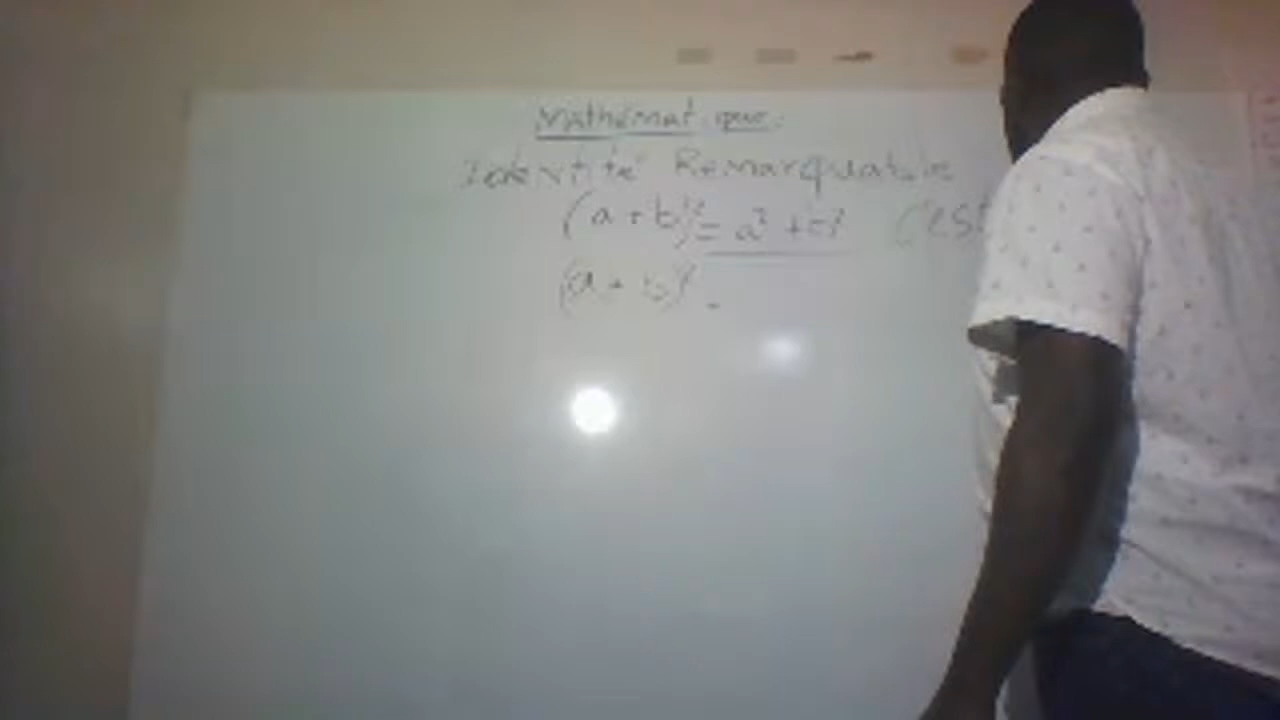 Mathématique:
Identité Remarquable
(a + b)² = a² + b²
(a + b)² =